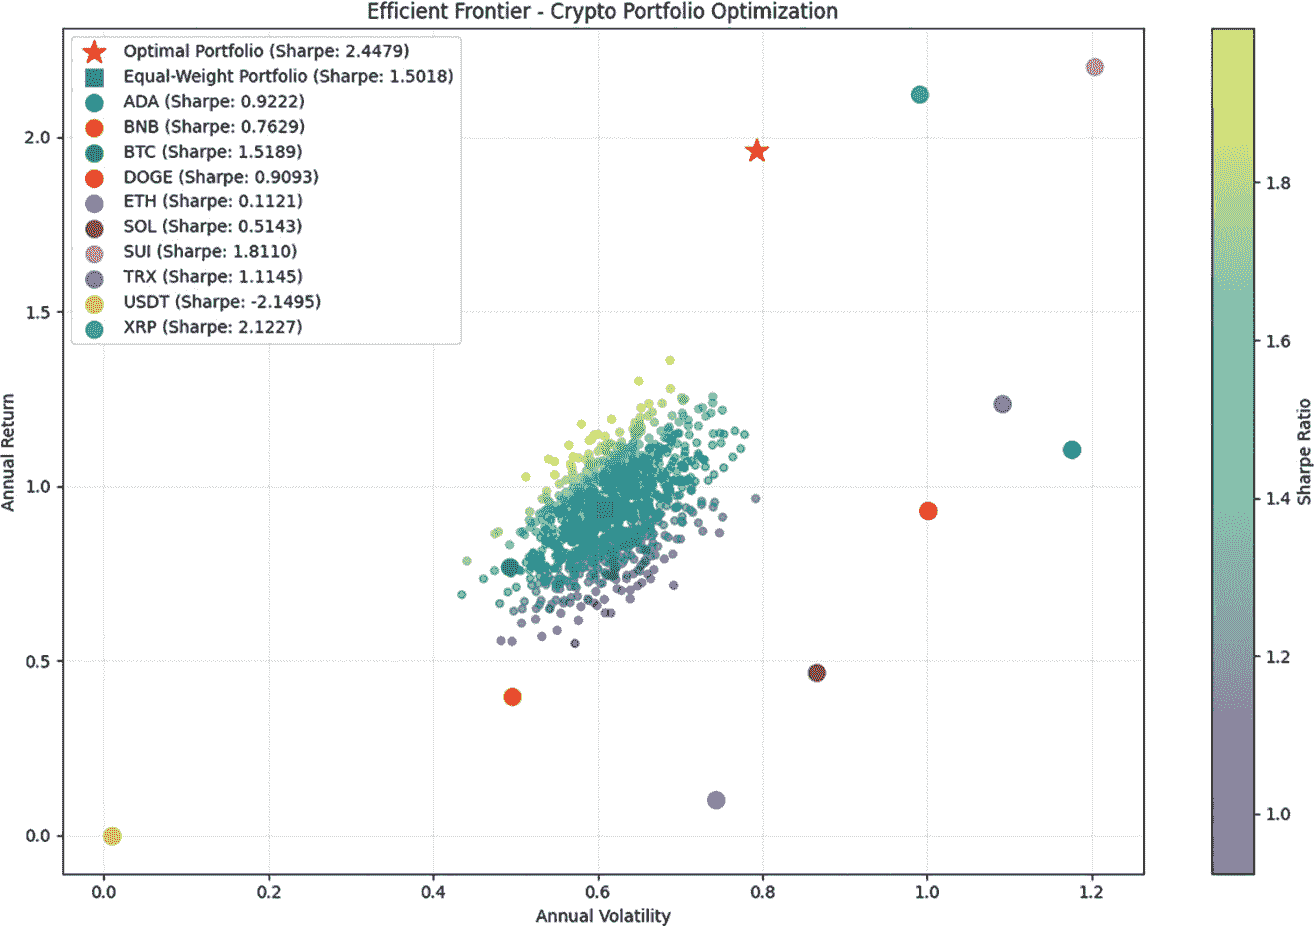 Efficient Frontier - Crypto Portfolio Optimization
Optimal Portfolio (Sharpe: 2.4479)
Equal-Weight Portfolio (Sharpe: 1.5018)
ADA (Sharpe: 0.9222)
BNB (Sharpe: 0.7629)
BTC (Sharpe: 1.5189)
DOGE (Sharpe: 0.9093)
ETH (Sharpe: 0.1121)
SOL (Sharpe: 0.5143)
SUI (Sharpe: 1.8110)
TRX (Sharpe: 1.1145)
USDT (Sharpe: -2.1495)
XRP (Sharpe: 2.1227)
Annual Return
2.0
1.5
1.0
0.5
0.0
0.0 0.2 0.4 0.6 0.8 1.0 1.2
Annual Volatility
1.8
1.6
1.4
1.2
1.0
Sharpe Ratio